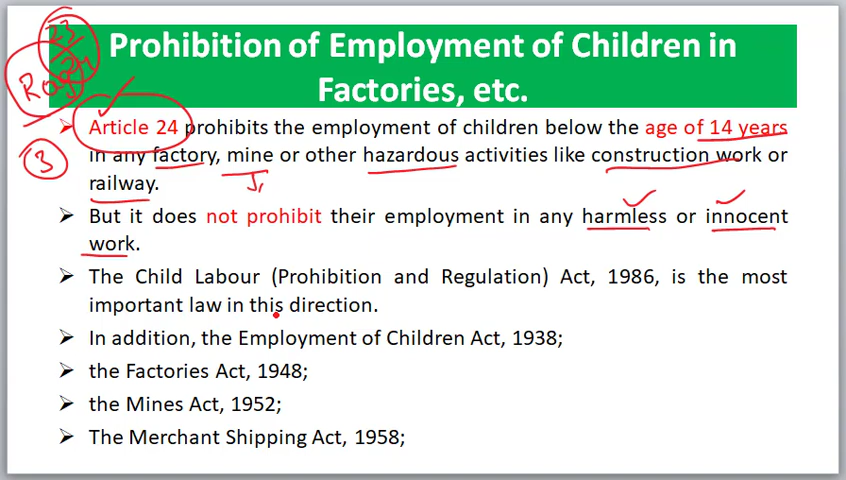 Prohibition of Employment of Children in
Factories, etc.
23
➤ Article 24 prohibits the employment of children below the age of 14 years
3
in any factory, mine or other hazardous activities like construction work or
railway.
➤ But it does not prohibit their employment in any harmless or innocent
work.
➤ The Child Labour (Prohibition and Regulation) Act, 1986, is the most
important law in this direction.
➤ In addition, the Employment of Children Act, 1938;
➤ the Factories Act, 1948;
➤ the Mines Act, 1952;
➤ The Merchant Shipping Act, 1958;